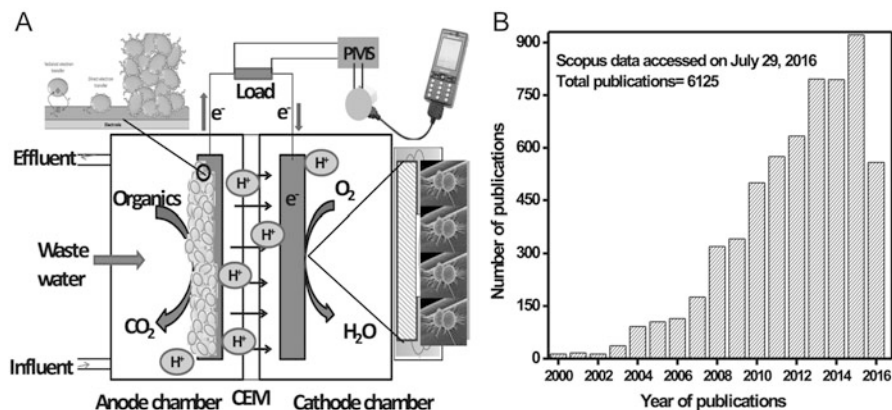 A
PMS
Load
e⁻
e⁻
Effluent
Organics
Waste
water
CO₂
Influent
H⁺
H⁺
H⁺
H⁺
H⁺
H⁺
e⁻
O₂
H₂O
Anode chamber
CEM
Cathode chamber
B
Scopus data accessed on July 29, 2016
Total publications= 6125
Number of publications
900
750
600
450
300
150
0
2000 2002 2004 2006 2008 2010 2012 2014 2016
Year of publications